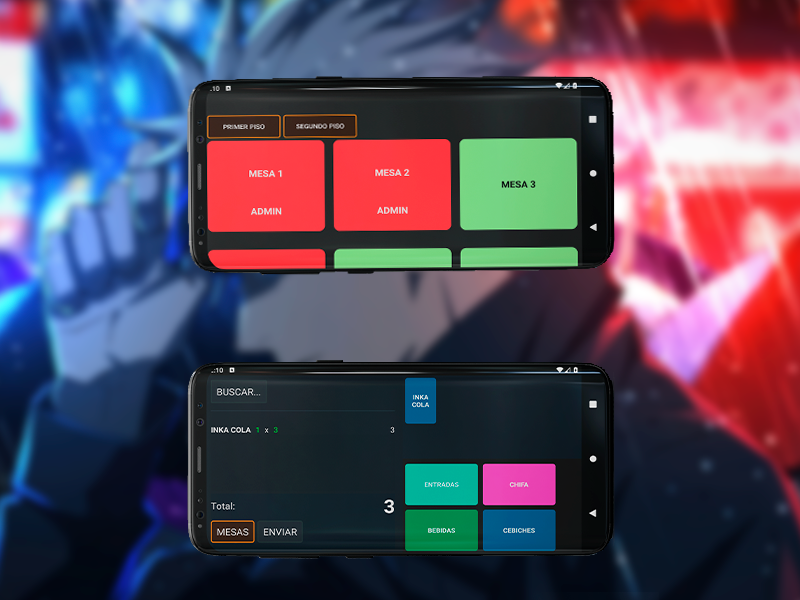 :10
PRIMER PISO
SEGUNDO PISO
MESA 1
ADMIN
MESA 2
ADMIN
MESA 3
:10
BUSCAR...
INKA COLA 1 x 3 3
Total: 3
MESAS
ENVIAR
INKA
COLA
ENTRADAS
CHIFA
BEBIDAS
CEBICHES